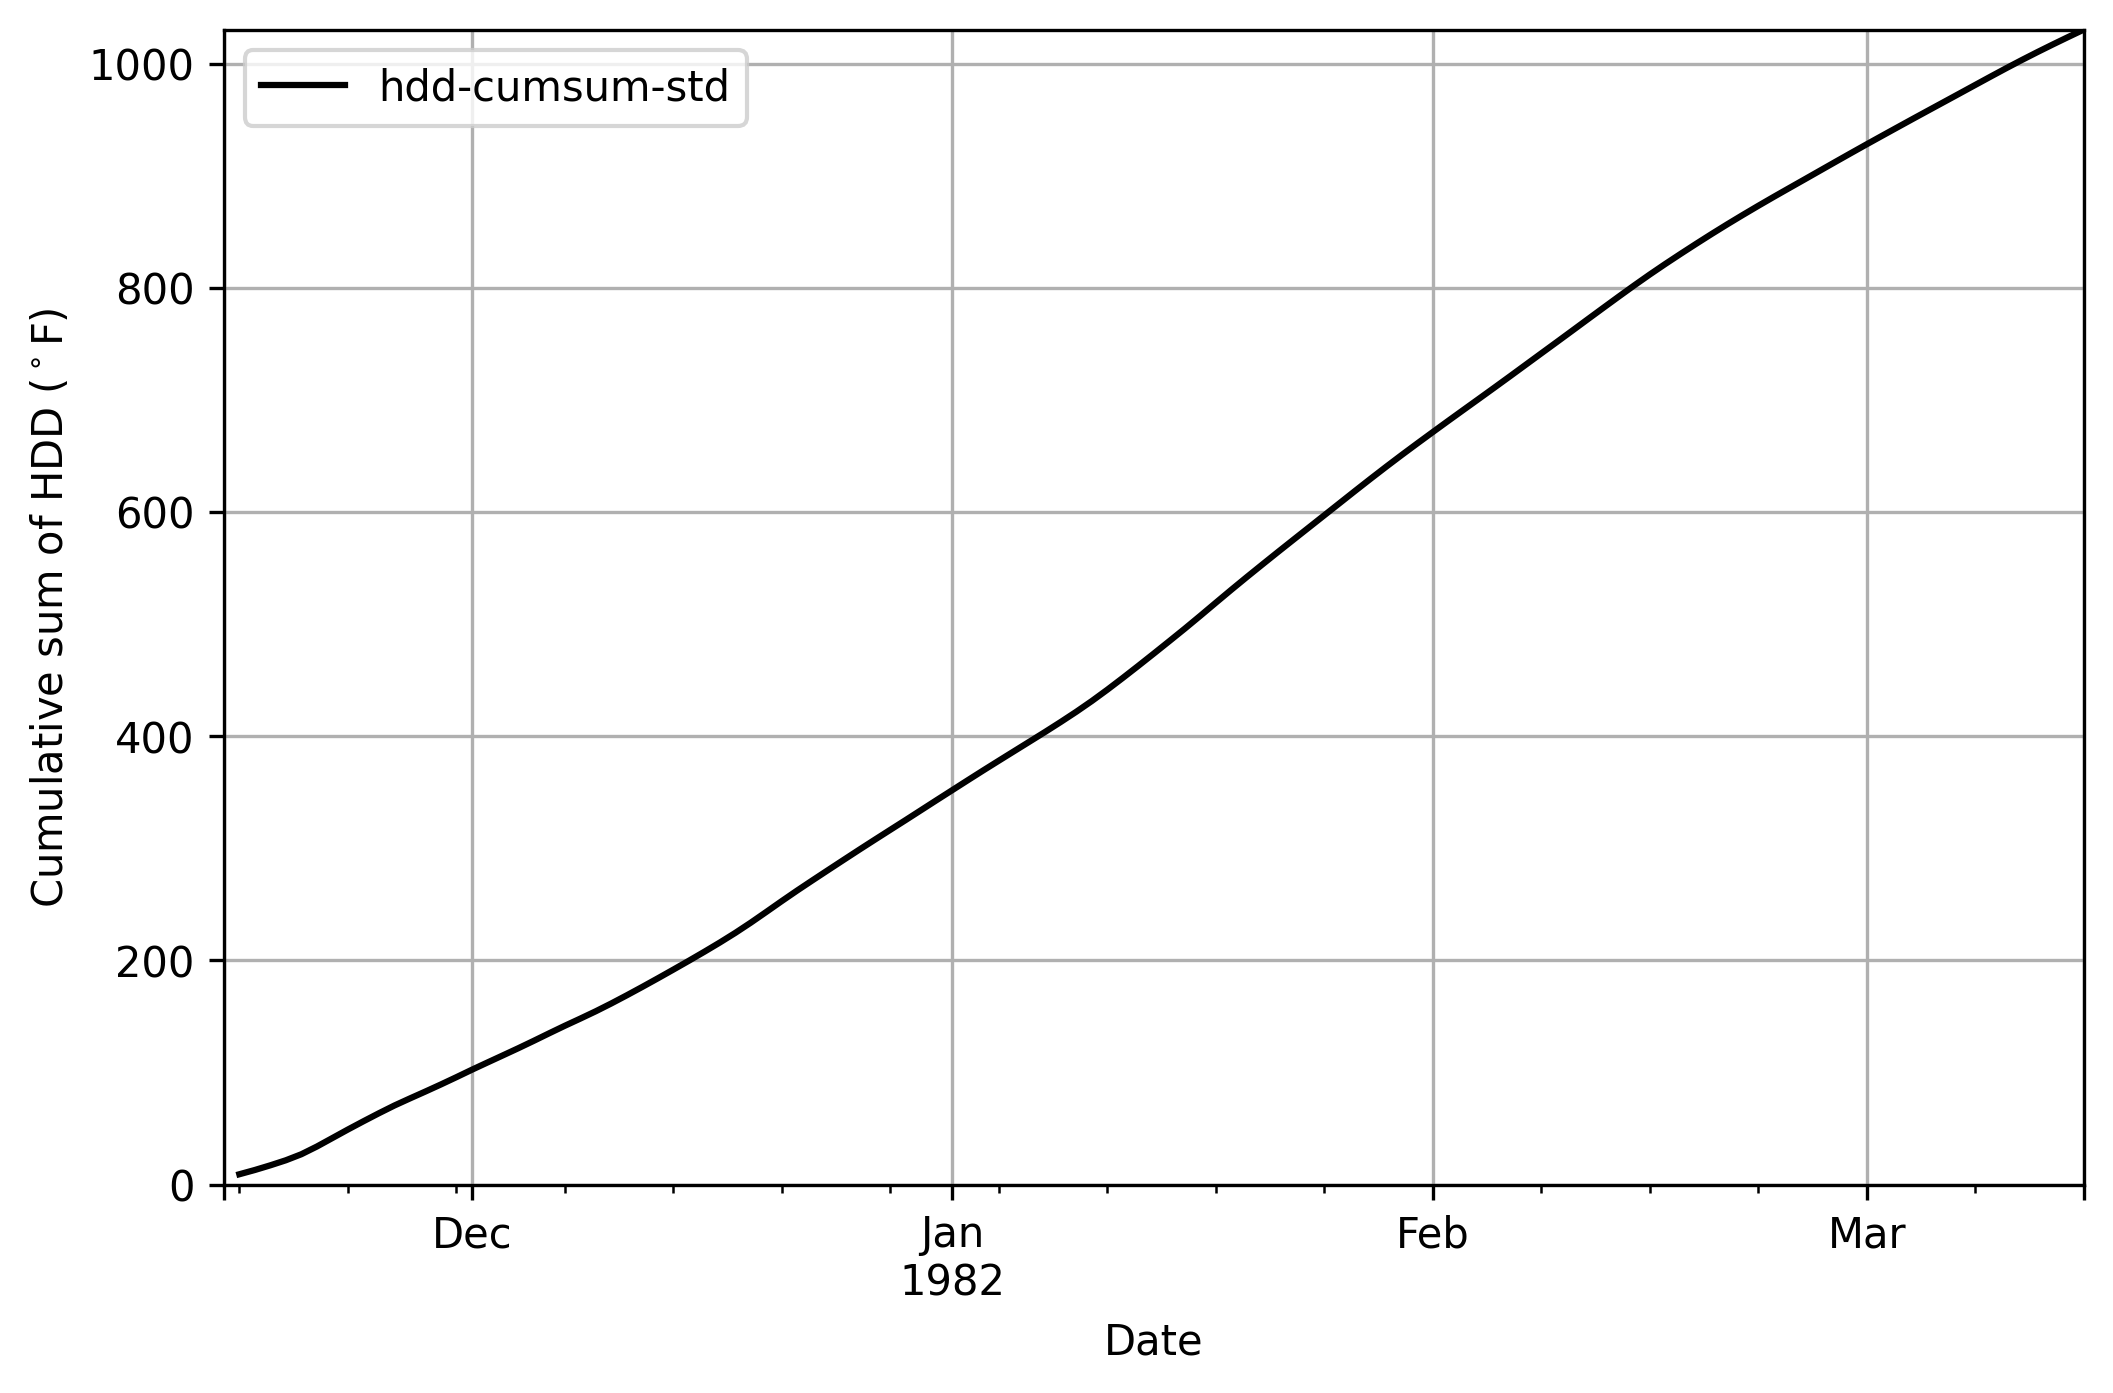 hdd-cumsum-std
1000
800
600
400
200
0
Cumulative sum of HDD (°F)
Dec
Jan
1982
Feb
Mar
Date